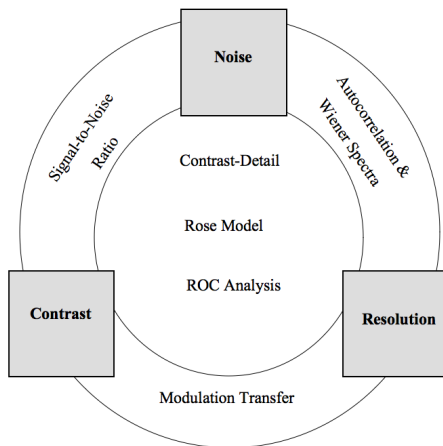 Noise
Signal-to-Noise
Ratio
Autocorrelation &
Wiener Spectra
Contrast-Detail
Rose Model
ROC Analysis
Contrast
Resolution
Modulation Transfer